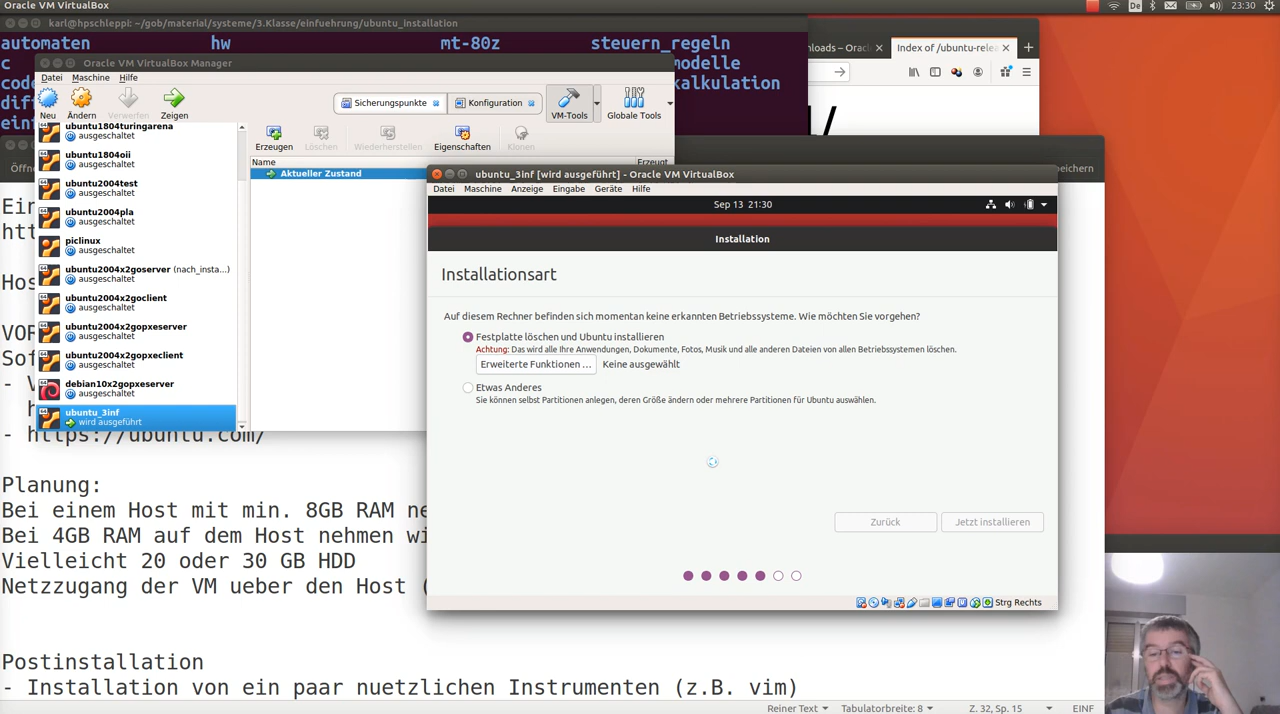 Oracle VM VirtualBox
De
23:30
karl@hpschleppi: ~/gob/material/systeme/3.Klasse/einfuehrung/ubuntu_installation
automaten hw mt-80z steuern_regeln
c
modelle
kalkulation
Oracle VM VirtualBox Manager
Datei Maschine Hilfe
Neu Ändern Verwerfen Zeigen
Sicherungspunkte Konfiguration
VM-Tools Globale Tools
Erzeugen Löschen Wiederherstellen Eigenschaften Klonen
Name Erzeugt
Aktueller Zustand
ubuntu1804turingarena
ausgeschaltet
ubuntu1804oii
ausgeschaltet
ubuntu2004test
ausgeschaltet
ubuntu2004pla
ausgeschaltet
piclinux
ausgeschaltet
ubuntu2004x2goserver (nach_insta...)
ausgeschaltet
ubuntu2004x2goclient
ausgeschaltet
ubuntu2004x2gopxeserver
ausgeschaltet
ubuntu2004x2gopxeclient
ausgeschaltet
debian10x2gopxeserver
ausgeschaltet
ubuntu_3inf
wird ausgeführt
nloads – Orac
Index of /ubuntu-rele
ubuntu_3inf [wird ausgeführt] - Oracle VM VirtualBox
Datei Maschine Anzeige Eingabe Geräte Hilfe
Sep 13 21:30
Installation
Installationsart
Auf diesem Rechner befinden sich momentan keine erkannten Betriebssysteme. Wie möchten Sie vorgehen?
Festplatte löschen und Ubuntu installieren
Achtung: Das wird alle Ihre Anwendungen, Dokumente, Fotos, Musik und alle anderen Dateien von allen Betriebssystemen löschen.
Erweiterte Funktionen ... Keine ausgewählt
Etwas Anderes
Sie können selbst Partitionen anlegen, deren Größe ändern oder mehrere Partitionen für Ubuntu auswählen.
Zurück Jetzt installieren
Strg Rechts
- https://ubuntu.com/
Planung:
Bei einem Host mit min. 8GB RAM ne
Bei 4GB RAM auf dem Host nehmen wi
Vielleicht 20 oder 30 GB HDD
Netzzugang der VM ueber den Host (
Postinstallation
- Installation von ein paar nuetzlichen Instrumenten (z.B. vim)
Reiner Text Tabulatorbreite: 8 Z. 32, Sp. 15 EINF